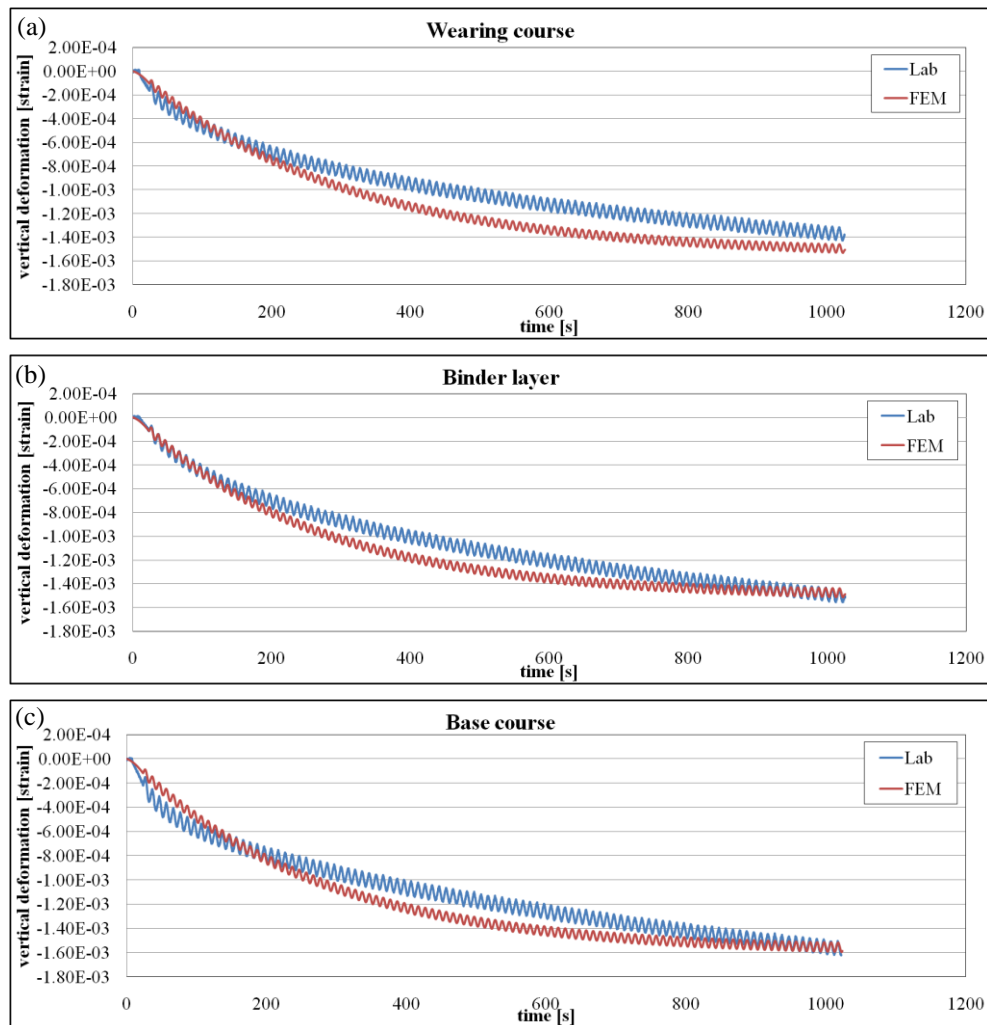 (a)
Wearing course
2.00E-04
0.00E+00
-2.00E-04
-4.00E-04
-6.00E-04
-8.00E-04
-1.00E-03
-1.20E-03
-1.40E-03
-1.60E-03
-1.80E-03
vertical deformation [strain]
Lab
FEM
0 200 400 600 800 1000 1200
time [s]
(b)
Binder layer
2.00E-04
0.00E+00
-2.00E-04
-4.00E-04
-6.00E-04
-8.00E-04
-1.00E-03
-1.20E-03
-1.40E-03
-1.60E-03
-1.80E-03
vertical deformation [strain]
Lab
FEM
0 200 400 600 800 1000 1200
time [s]
(c)
Base course
2.00E-04
0.00E+00
-2.00E-04
-4.00E-04
-6.00E-04
-8.00E-04
-1.00E-03
-1.20E-03
-1.40E-03
-1.60E-03
-1.80E-03
vertical deformation [strain]
Lab
FEM
0 200 400 600 800 1000 1200
time [s]